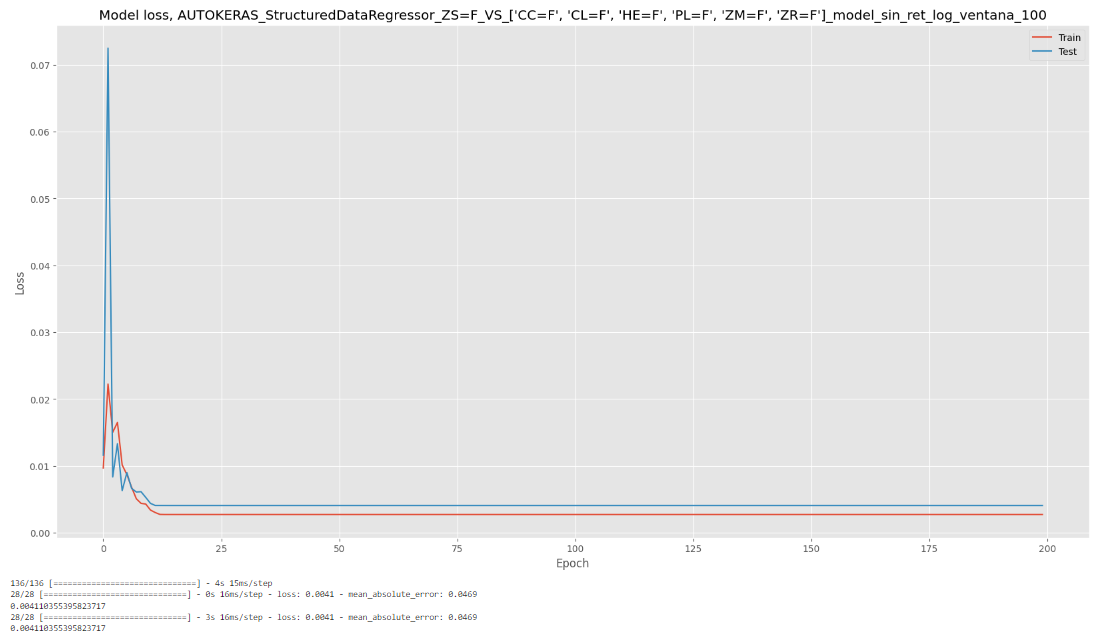 Model loss, AUTOKERAS_StructuredDataRegressor_ZS=F_VS_['CC=F', 'CL=F', 'HE=F', 'PL=F', 'ZM=F', 'ZR=F']_model_sin_ret_log_ventana_100
Train
Test
0.07
0.06
0.05
0.04
0.03
0.02
0.01
0.00
Loss
0 25 50 75 100 125 150 175 200
Epoch
136/136 [==============================] - 4s 15ms/step
28/28 [==============================] - 0s 16ms/step - loss: 0.0041 - mean_absolute_error: 0.0469
0.004110355395823717
28/28 [==============================] - 3s 16ms/step - loss: 0.0041 - mean_absolute_error: 0.0469
0.004110355395823717